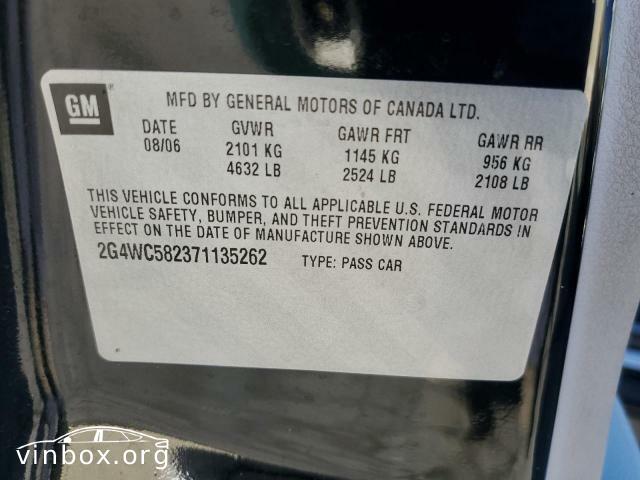 GM
MFD BY GENERAL MOTORS OF CANADA LTD.
DATE GVWR GAWR FRT GAWR RR
08/06 2101 KG 1145 KG 956 KG
4632 LB 2524 LB 2108 LB
THIS VEHICLE CONFORMS TO ALL APPLICABLE U.S. FEDERAL MOTOR
VEHICLE SAFETY, BUMPER, AND THEFT PREVENTION STANDARDS IN
EFFECT ON THE DATE OF MANUFACTURE SHOWN ABOVE.
2G4WC582371135262 TYPE: PASS CAR
vinbox.org